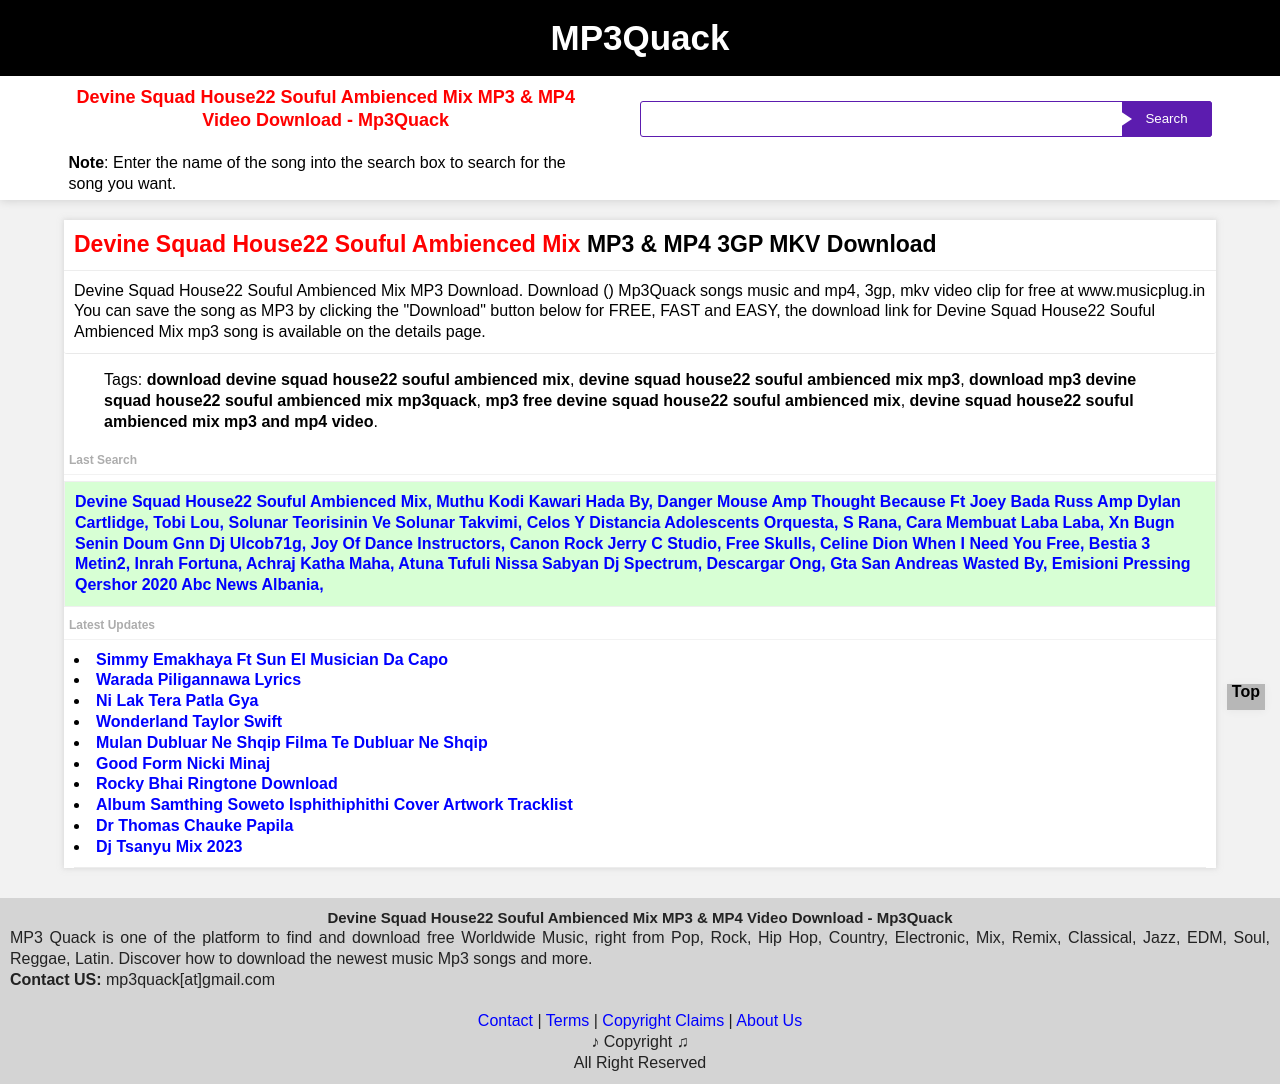 MP3Quack
Devine Squad House22 Souful Ambienced Mix MP3 & MP4
Video Download - Mp3Quack
Search
Note: Enter the name of the song into the search box to search for the
song you want.
Devine Squad House22 Souful Ambienced Mix MP3 & MP4 3GP MKV Download
Devine Squad House22 Souful Ambienced Mix MP3 Download. Download () Mp3Quack songs music and mp4, 3gp, mkv video clip for free at www.musicplug.in
You can save the song as MP3 by clicking the "Download" button below for FREE, FAST and EASY, the download link for Devine Squad House22 Souful
Ambienced Mix mp3 song is available on the details page.
Tags: download devine squad house22 souful ambienced mix, devine squad house22 souful ambienced mix mp3, download mp3 devine
squad house22 souful ambienced mix mp3quack, mp3 free devine squad house22 souful ambienced mix, devine squad house22 souful
ambienced mix mp3 and mp4 video.
Last Search
Devine Squad House22 Souful Ambienced Mix, Muthu Kodi Kawari Hada By, Danger Mouse Amp Thought Because Ft Joey Bada Russ Amp Dylan
Cartlidge, Tobi Lou, Solunar Teorisinin Ve Solunar Takvimi, Celos Y Distancia Adolescents Orquesta, S Rana, Cara Membuat Laba Laba, Xn Bugn
Senin Doum Gnn Dj Ulcob71g, Joy Of Dance Instructors, Canon Rock Jerry C Studio, Free Skulls, Celine Dion When I Need You Free, Bestia 3
Metin2, Inrah Fortuna, Achraj Katha Maha, Atuna Tufuli Nissa Sabyan Dj Spectrum, Descargar Ong, Gta San Andreas Wasted By, Emisioni Pressing
Qershor 2020 Abc News Albania,
Latest Updates
Simmy Emakhaya Ft Sun El Musician Da Capo
Warada Piligannawa Lyrics
Ni Lak Tera Patla Gya
Wonderland Taylor Swift
Mulan Dubluar Ne Shqip Filma Te Dubluar Ne Shqip
Good Form Nicki Minaj
Rocky Bhai Ringtone Download
Album Samthing Soweto Isphithiphithi Cover Artwork Tracklist
Dr Thomas Chauke Papila
Dj Tsanyu Mix 2023
Top
Devine Squad House22 Souful Ambienced Mix MP3 & MP4 Video Download - Mp3Quack
MP3 Quack is one of the platform to find and download free Worldwide Music, right from Pop, Rock, Hip Hop, Country, Electronic, Mix, Remix, Classical, Jazz, EDM, Soul,
Reggae, Latin. Discover how to download the newest music Mp3 songs and more.
Contact US: mp3quack[at]gmail.com
Contact | Terms | Copyright Claims | About Us
♪ Copyright ♫
All Right Reserved